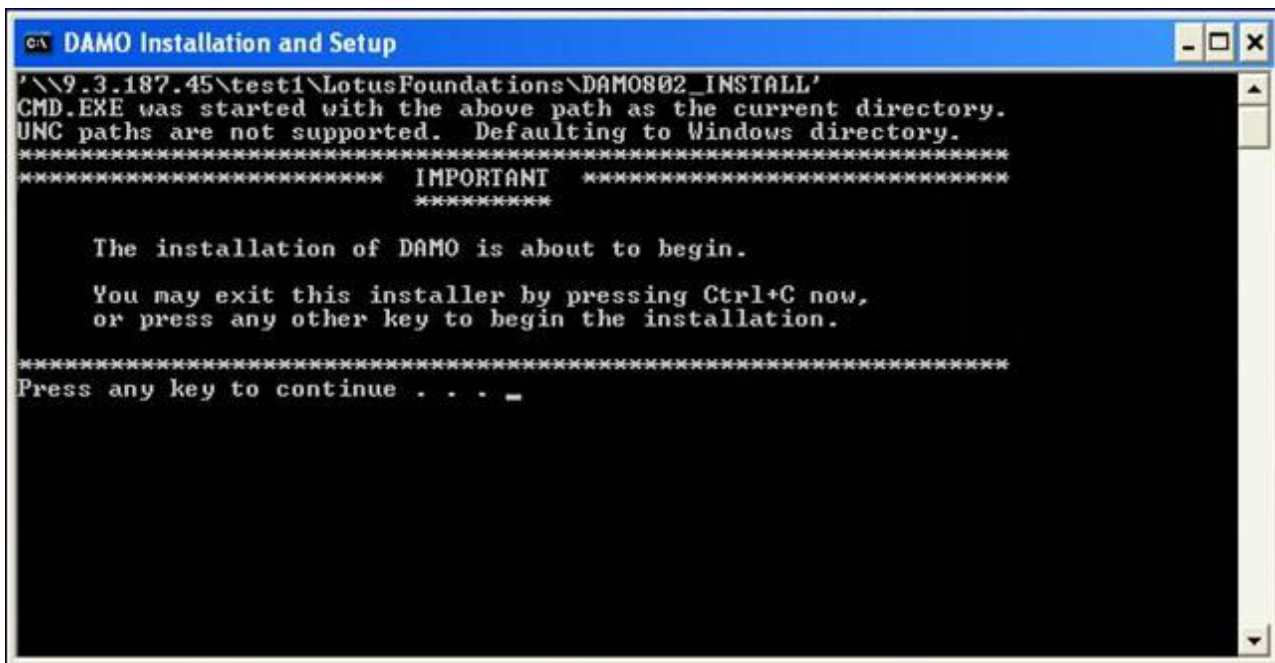 C:\ DAMO Installation and Setup
'\\9.3.187.45\test1\LotusFoundations\DAMO802_INSTALL'
CMD.EXE was started with the above path as the current directory.
UNC paths are not supported.  Defaulting to Windows directory.
*****************************************************************
************************  IMPORTANT  ****************************
*********
The installation of DAMO is about to begin.
You may exit this installer by pressing Ctrl+C now,
or press any other key to begin the installation.
*****************************************************************
Press any key to continue . . . _